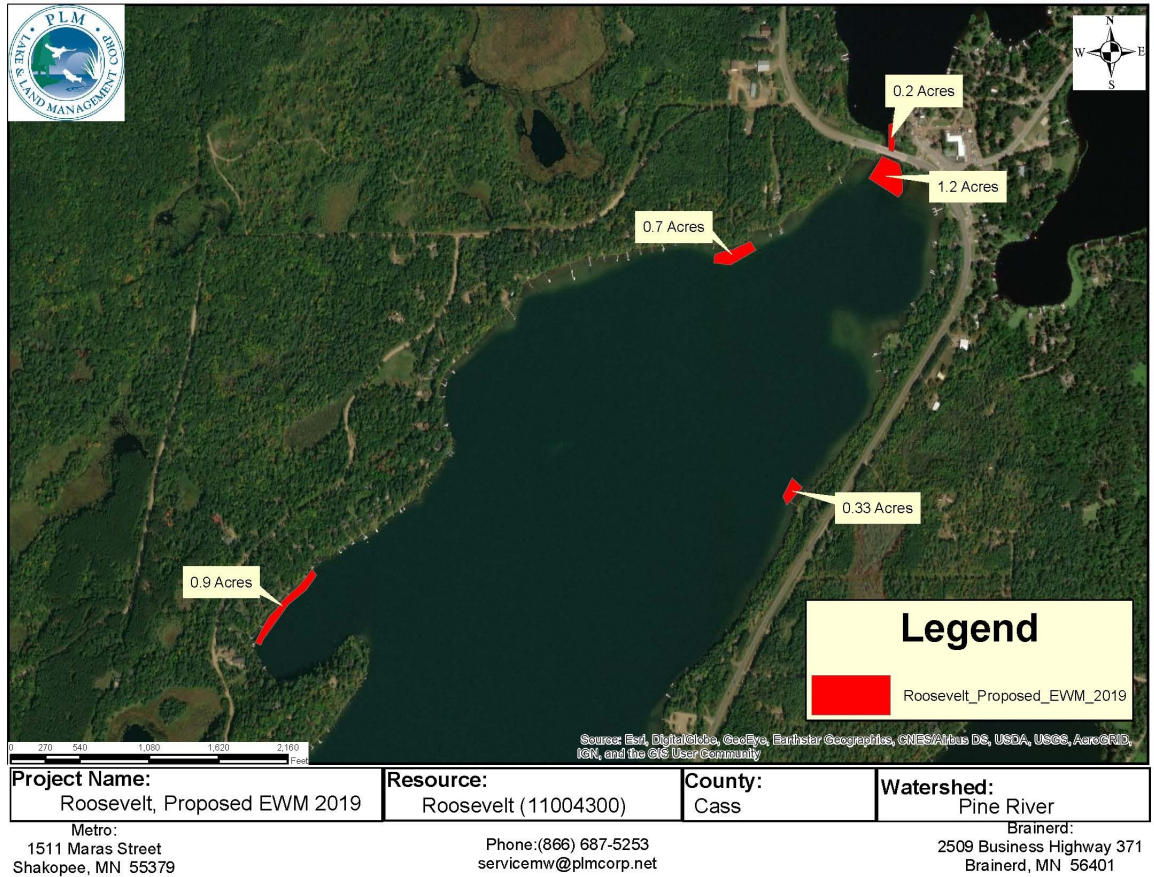 PLM
LAKE & LAND MANAGEMENT CORP
N
W E
S
0.2 Acres
1.2 Acres
0.7 Acres
0.33 Acres
0.9 Acres
Legend
Roosevelt_Proposed_EWM_2019
0 270 540 1,080 1,620 2,160
Feet
Source: Esri, DigitalGlobe, GeoEye, Earthstar Geographics, CNES/Airbus DS, USDA, USGS, AeroGRID,
IGN, and the GIS User Community
Project Name:
Roosevelt, Proposed EWM 2019
Resource:
Roosevelt (11004300)
County:
Cass
Watershed:
Pine River
Metro:
1511 Maras Street
Shakopee, MN 55379
Phone:(866) 687-5253
servicemw@plmcorp.net
Brainerd:
2509 Business Highway 371
Brainerd, MN 56401